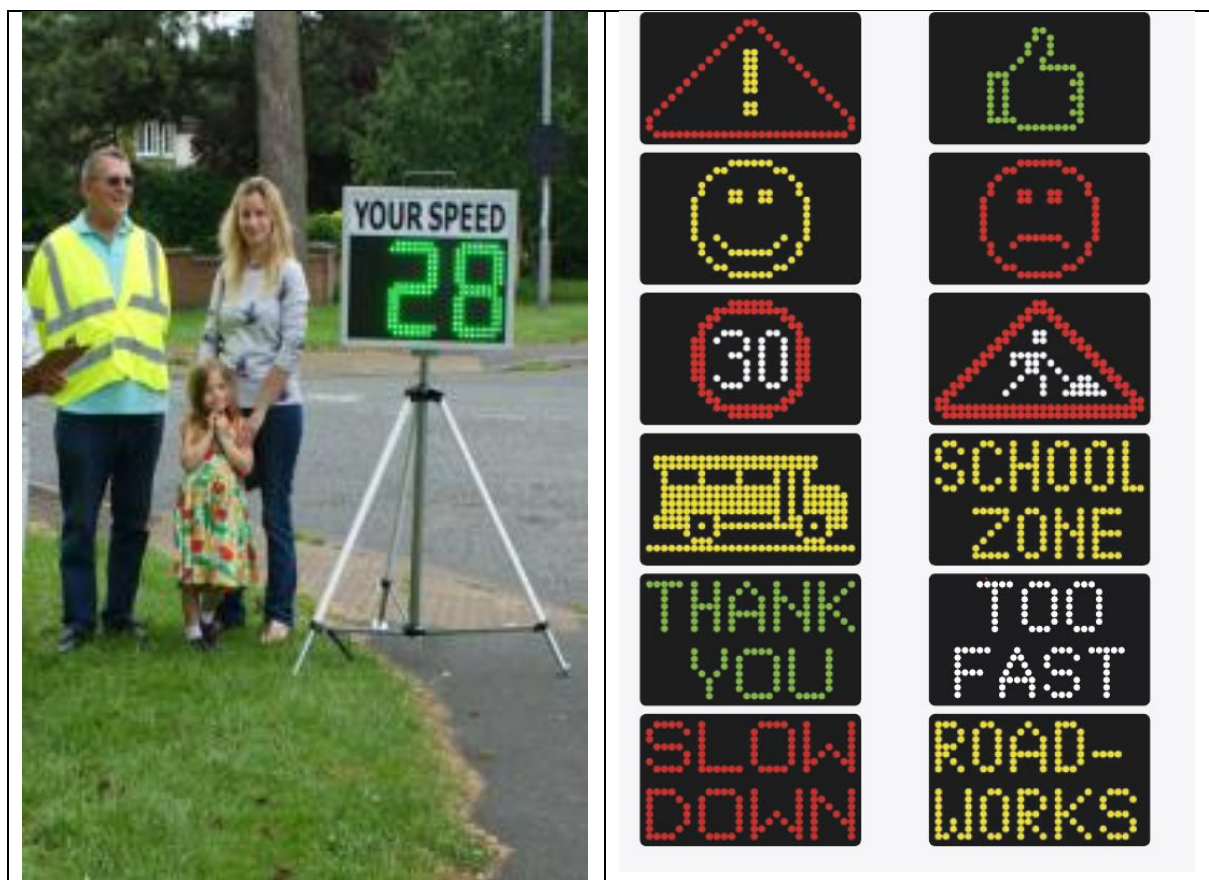 YOUR SPEED
28
!
30
SCHOOL
ZONE
THANK
YOU
TOO
FAST
SLOW
DOWN
ROAD-
WORKS